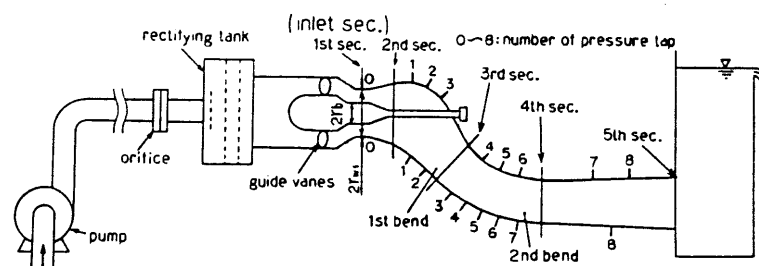 (inlet sec.)
rectifying tank
1st sec.
2nd sec.
0~8: number of pressure tap
0
1
2
3
3rd sec.
4th sec.
5th sec.
2rb
orifice
0
guide vanes
2rw1
4
5
6
7
8
1
2
3
4
5
6
7
8
1st bend
2nd bend
pump